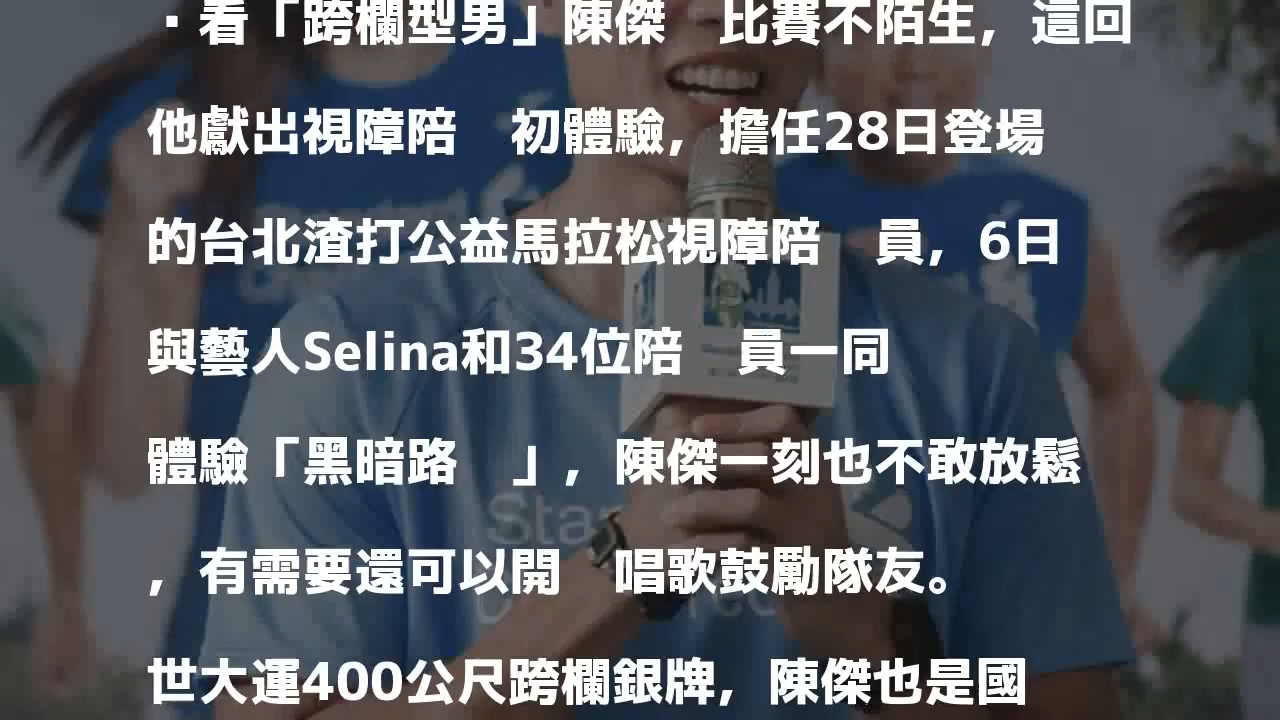 ·看「跨欄型男」陳傑　比賽不陌生，這回
他獻出視障陪　初體驗，擔任28日登場
的台北渣打公益馬拉松視障陪　員，6日
與藝人Selina和34位陪　員一同
體驗「黑暗路　」，陳傑一刻也不敢放鬆
，有需要還可以開　唱歌鼓勵隊友。
世大運400公尺跨欄銀牌，陳傑也是國